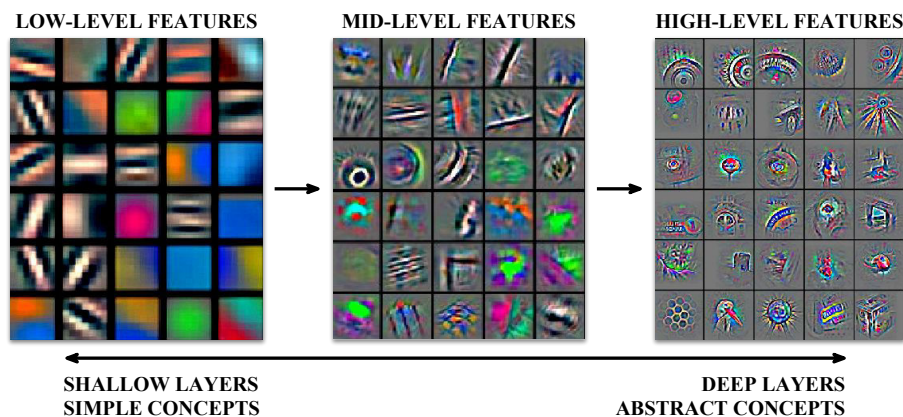 LOW-LEVEL FEATURES
MID-LEVEL FEATURES
HIGH-LEVEL FEATURES
SHALLOW LAYERS
SIMPLE CONCEPTS
DEEP LAYERS
ABSTRACT CONCEPTS